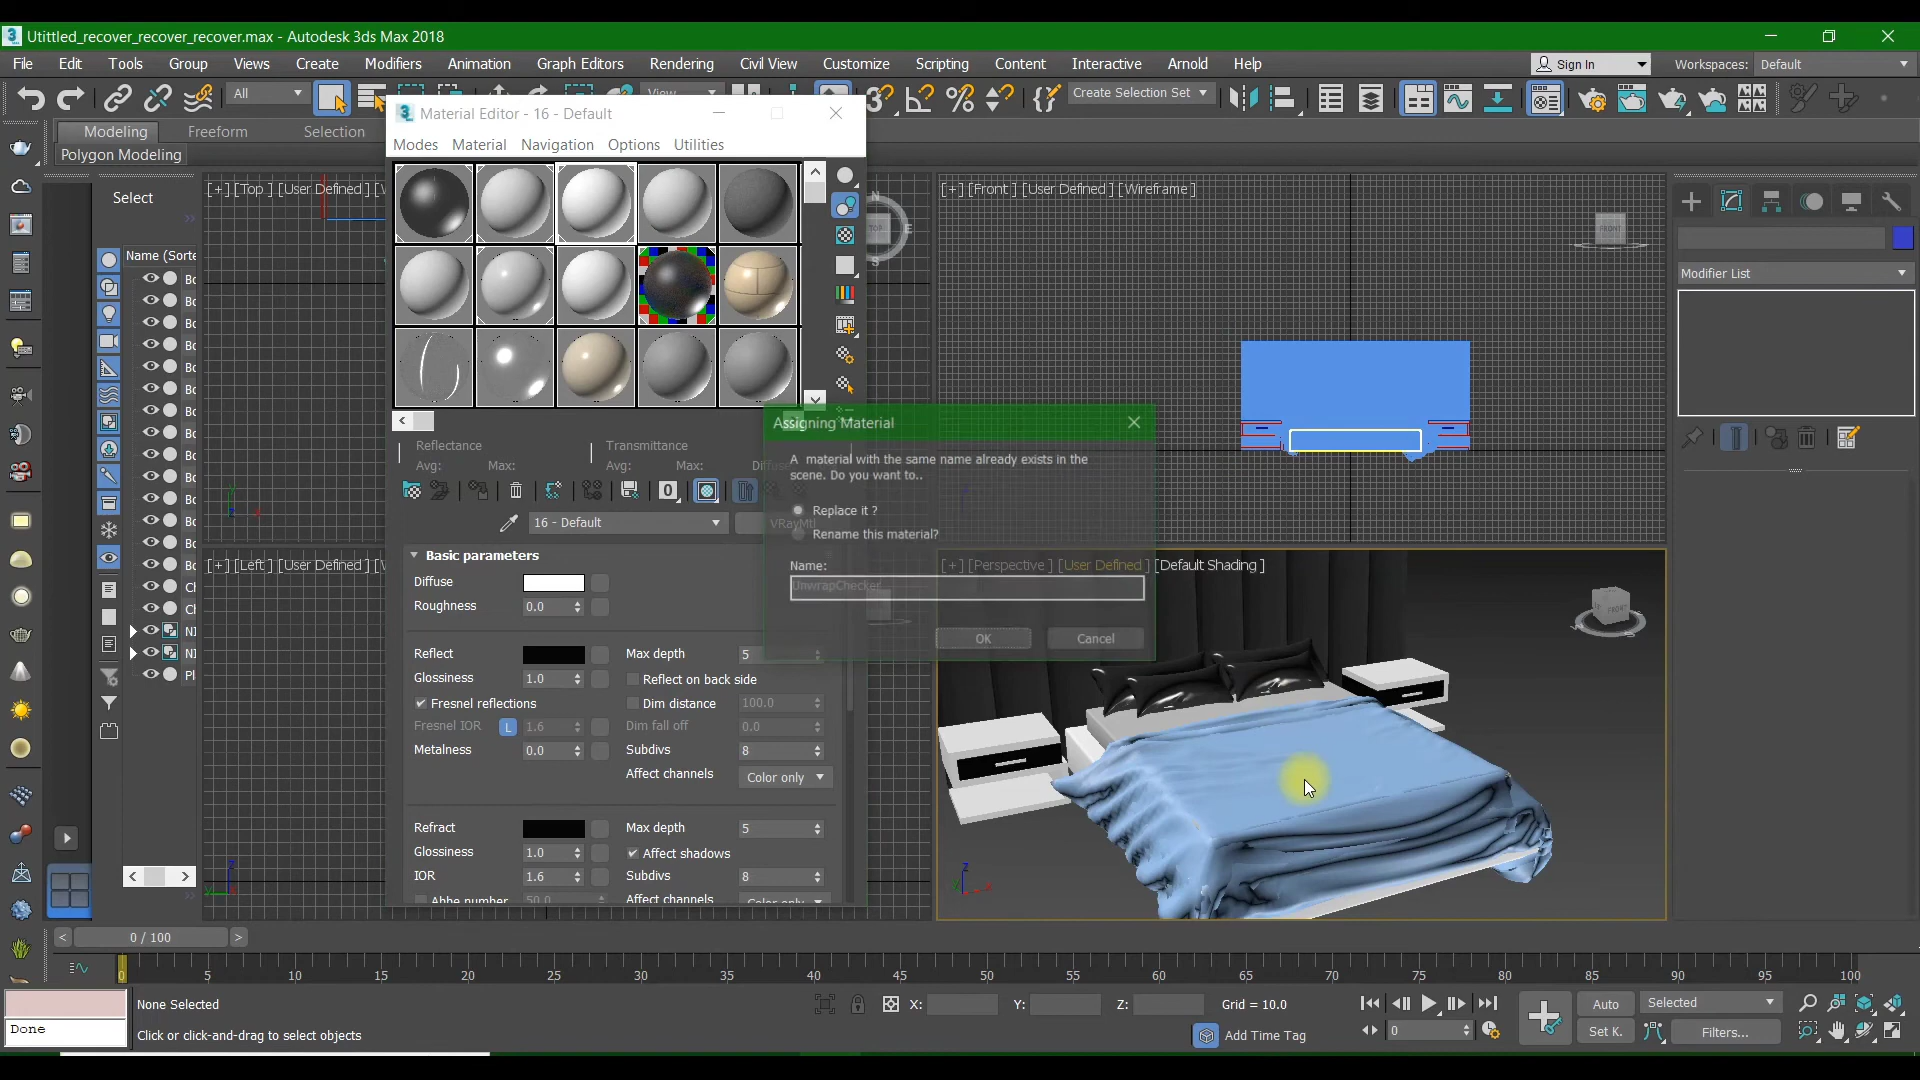 Utittled_recover_recover_recover.max - Autodesk 3ds Max 2018
File Edit Tools Group Views Create Modifiers Animation Graph Editors Rendering Civil View Customize Scripting Content Interactive Arnold Help
Sign In
Workspaces: Default
All
View
Create Selection Set
Modeling Freeform Selection
Polygon Modeling
Material Editor - 16 - Default
Modes Material Navigation Options Utilities
Select
Name (Sorte
[+] [Top ] [User Defined ] [W
[+] [Front ] [User Defined ] [Wireframe ]
N
TOP
E
S
FRONT
Modifier List
Reflectance
Avg: Max:
Transmittance
Avg: Max:
16 - Default
VRayMtl
Assigning Material
A material with the same name already exists in the
scene. Do you want to..
Replace it ?
Rename this material?
Name:
UnwrapChecker
OK Cancel
[+] [Left ] [User Defined ] [W
[+] [Perspective ] [User Defined ] [Default Shading ]
FRONT
Basic parameters
Diffuse
Roughness 0.0
Reflect Max depth 5
Glossiness 1.0 Reflect on back side
Fresnel reflections Dim distance 100.0
Fresnel IOR L 1.6 Dim fall off 0.0
Metalness 0.0 Subdivs 8
Affect channels Color only
Refract Max depth 5
Glossiness 1.0 Affect shadows
IOR 1.6 Subdivs 8
Abbe number 50.0 Affect channels Color only
0 / 100
0 5 10 15 20 25 30 35 40 45 50 55 60 65 70 75 80 85 90 95 100
None Selected
X: Y: Z: Grid = 10.0
Auto Selected
Done
Click or click-and-drag to select objects
Add Time Tag
0
Set K. Filters...